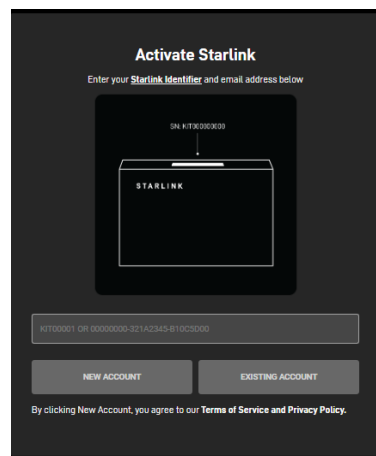 Activate Starlink
Enter your Starlink Identifier and email address below
SN: KIT000000000
STARLINK
KIT00001 OR 00000000-321A2345-B10C5D00
NEW ACCOUNT
EXISTING ACCOUNT
By clicking New Account, you agree to our Terms of Service and Privacy Policy.